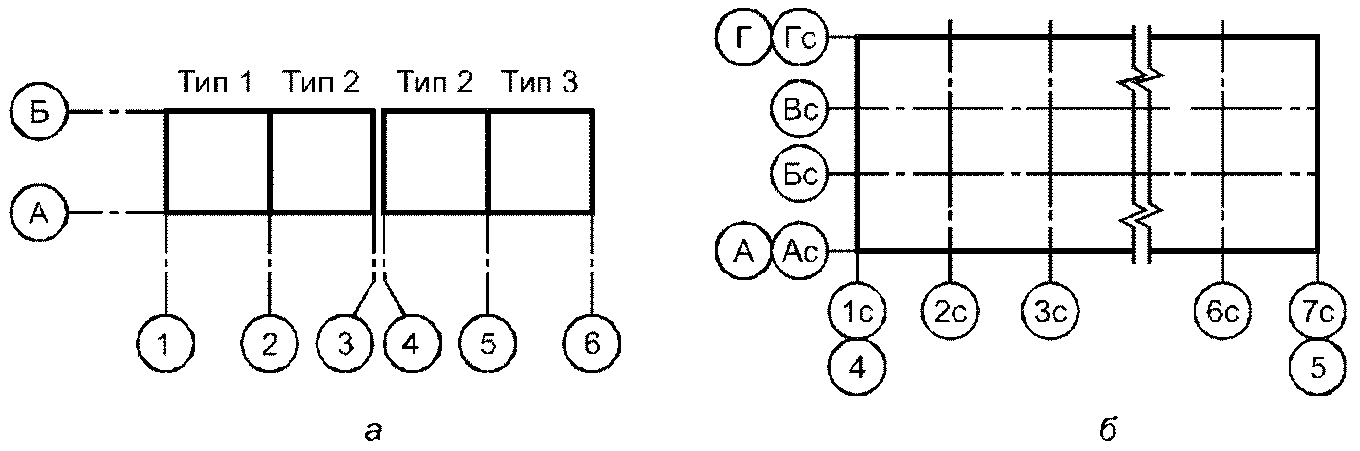 Тип 1 Тип 2 Тип 2 Тип 3
Б
А
1 2 3 4 5 6
а
Г Гс
Вс
Бс
А Ас
1с 2с 3с 6с 7с
4 5
б